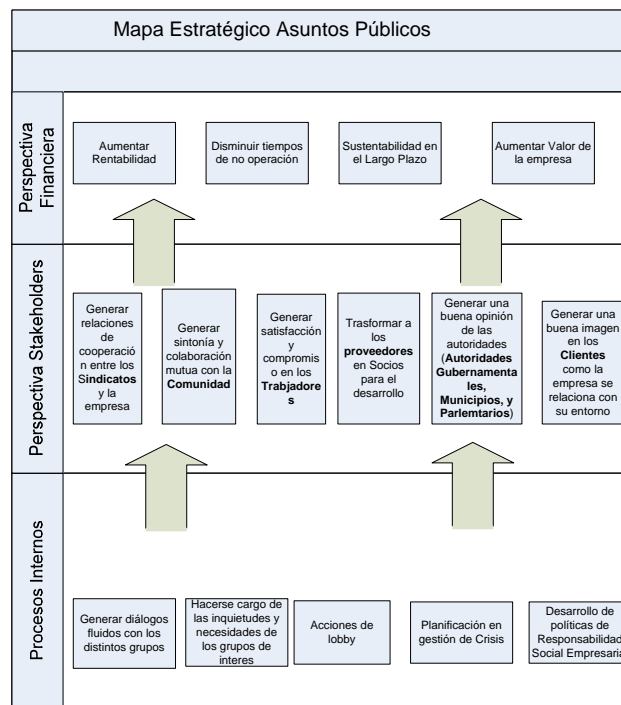 Mapa Estratégico Asuntos Públicos
Perspectiva
Financiera
Aumentar
Rentabilidad
Disminuir tiempos
de no operación
Sustentabilidad en
el Largo Plazo
Aumentar Valor de
la empresa
Perspectiva Stakeholders
Generar
relaciones
de
cooperació
n entre los
Sindicatos
y la
empresa
Generar
sintonía y
colaboración
mutua con la
Comunidad
Generar
satisfacción
y
compromis
o en los
Trabjadore
s
Trasformar a
los
proveedores
en Socios
para el
desarrollo
Generar una
buena opinión
de las
autoridades
(Autoridades
Gubernamenta
les,
Municipios, y
Parlemtarios)
Generar una
buena imagen
en los
Clientes
como la
empresa se
relaciona con
su entorno
Procesos Internos
Generar diálogos
fluidos con los
distintos grupos
Hacerse cargo de
las inquietudes y
necesidades de
los grupos de
interes
Acciones de
lobby
Planificación en
gestión de Crisis
Desarrollo de
políticas de
Responsabilidad
Social Empresaria